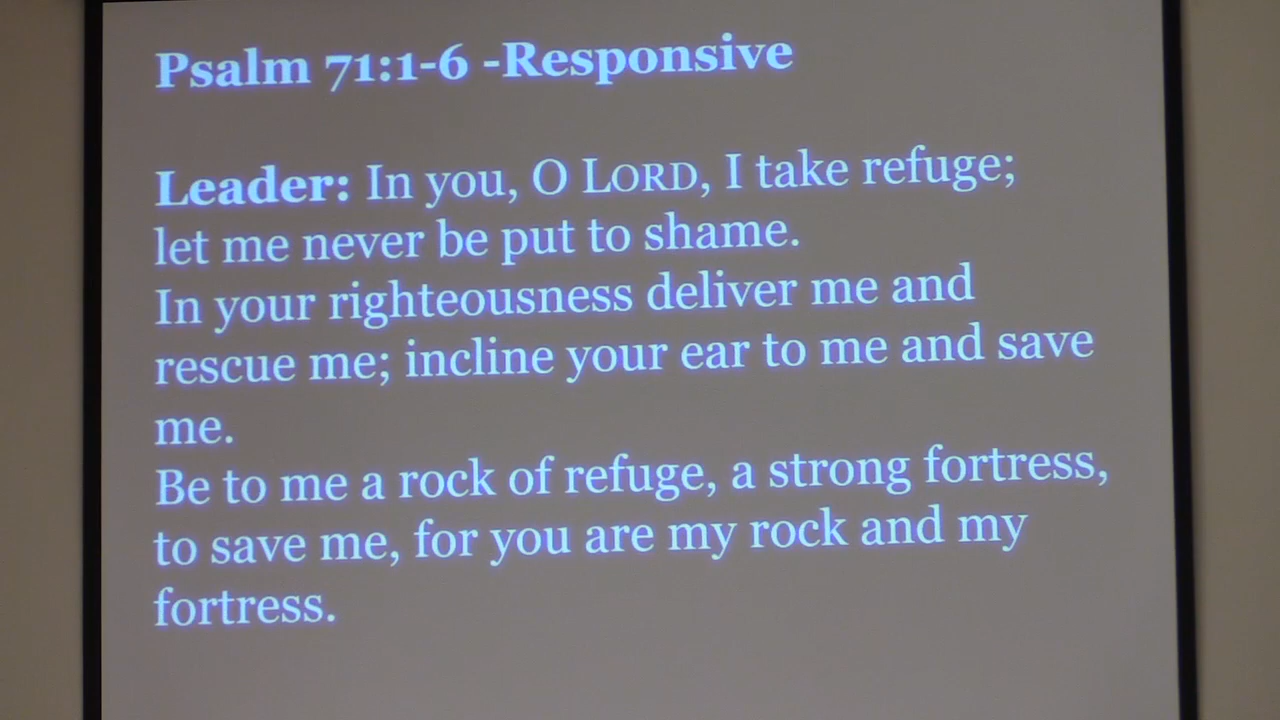 Psalm 71:1-6 -Responsive
Leader: In you, O LORD, I take refuge;
let me never be put to shame.
In your righteousness deliver me and
rescue me; incline your ear to me and save
me.
Be to me a rock of refuge, a strong fortress,
to save me, for you are my rock and my
fortress.